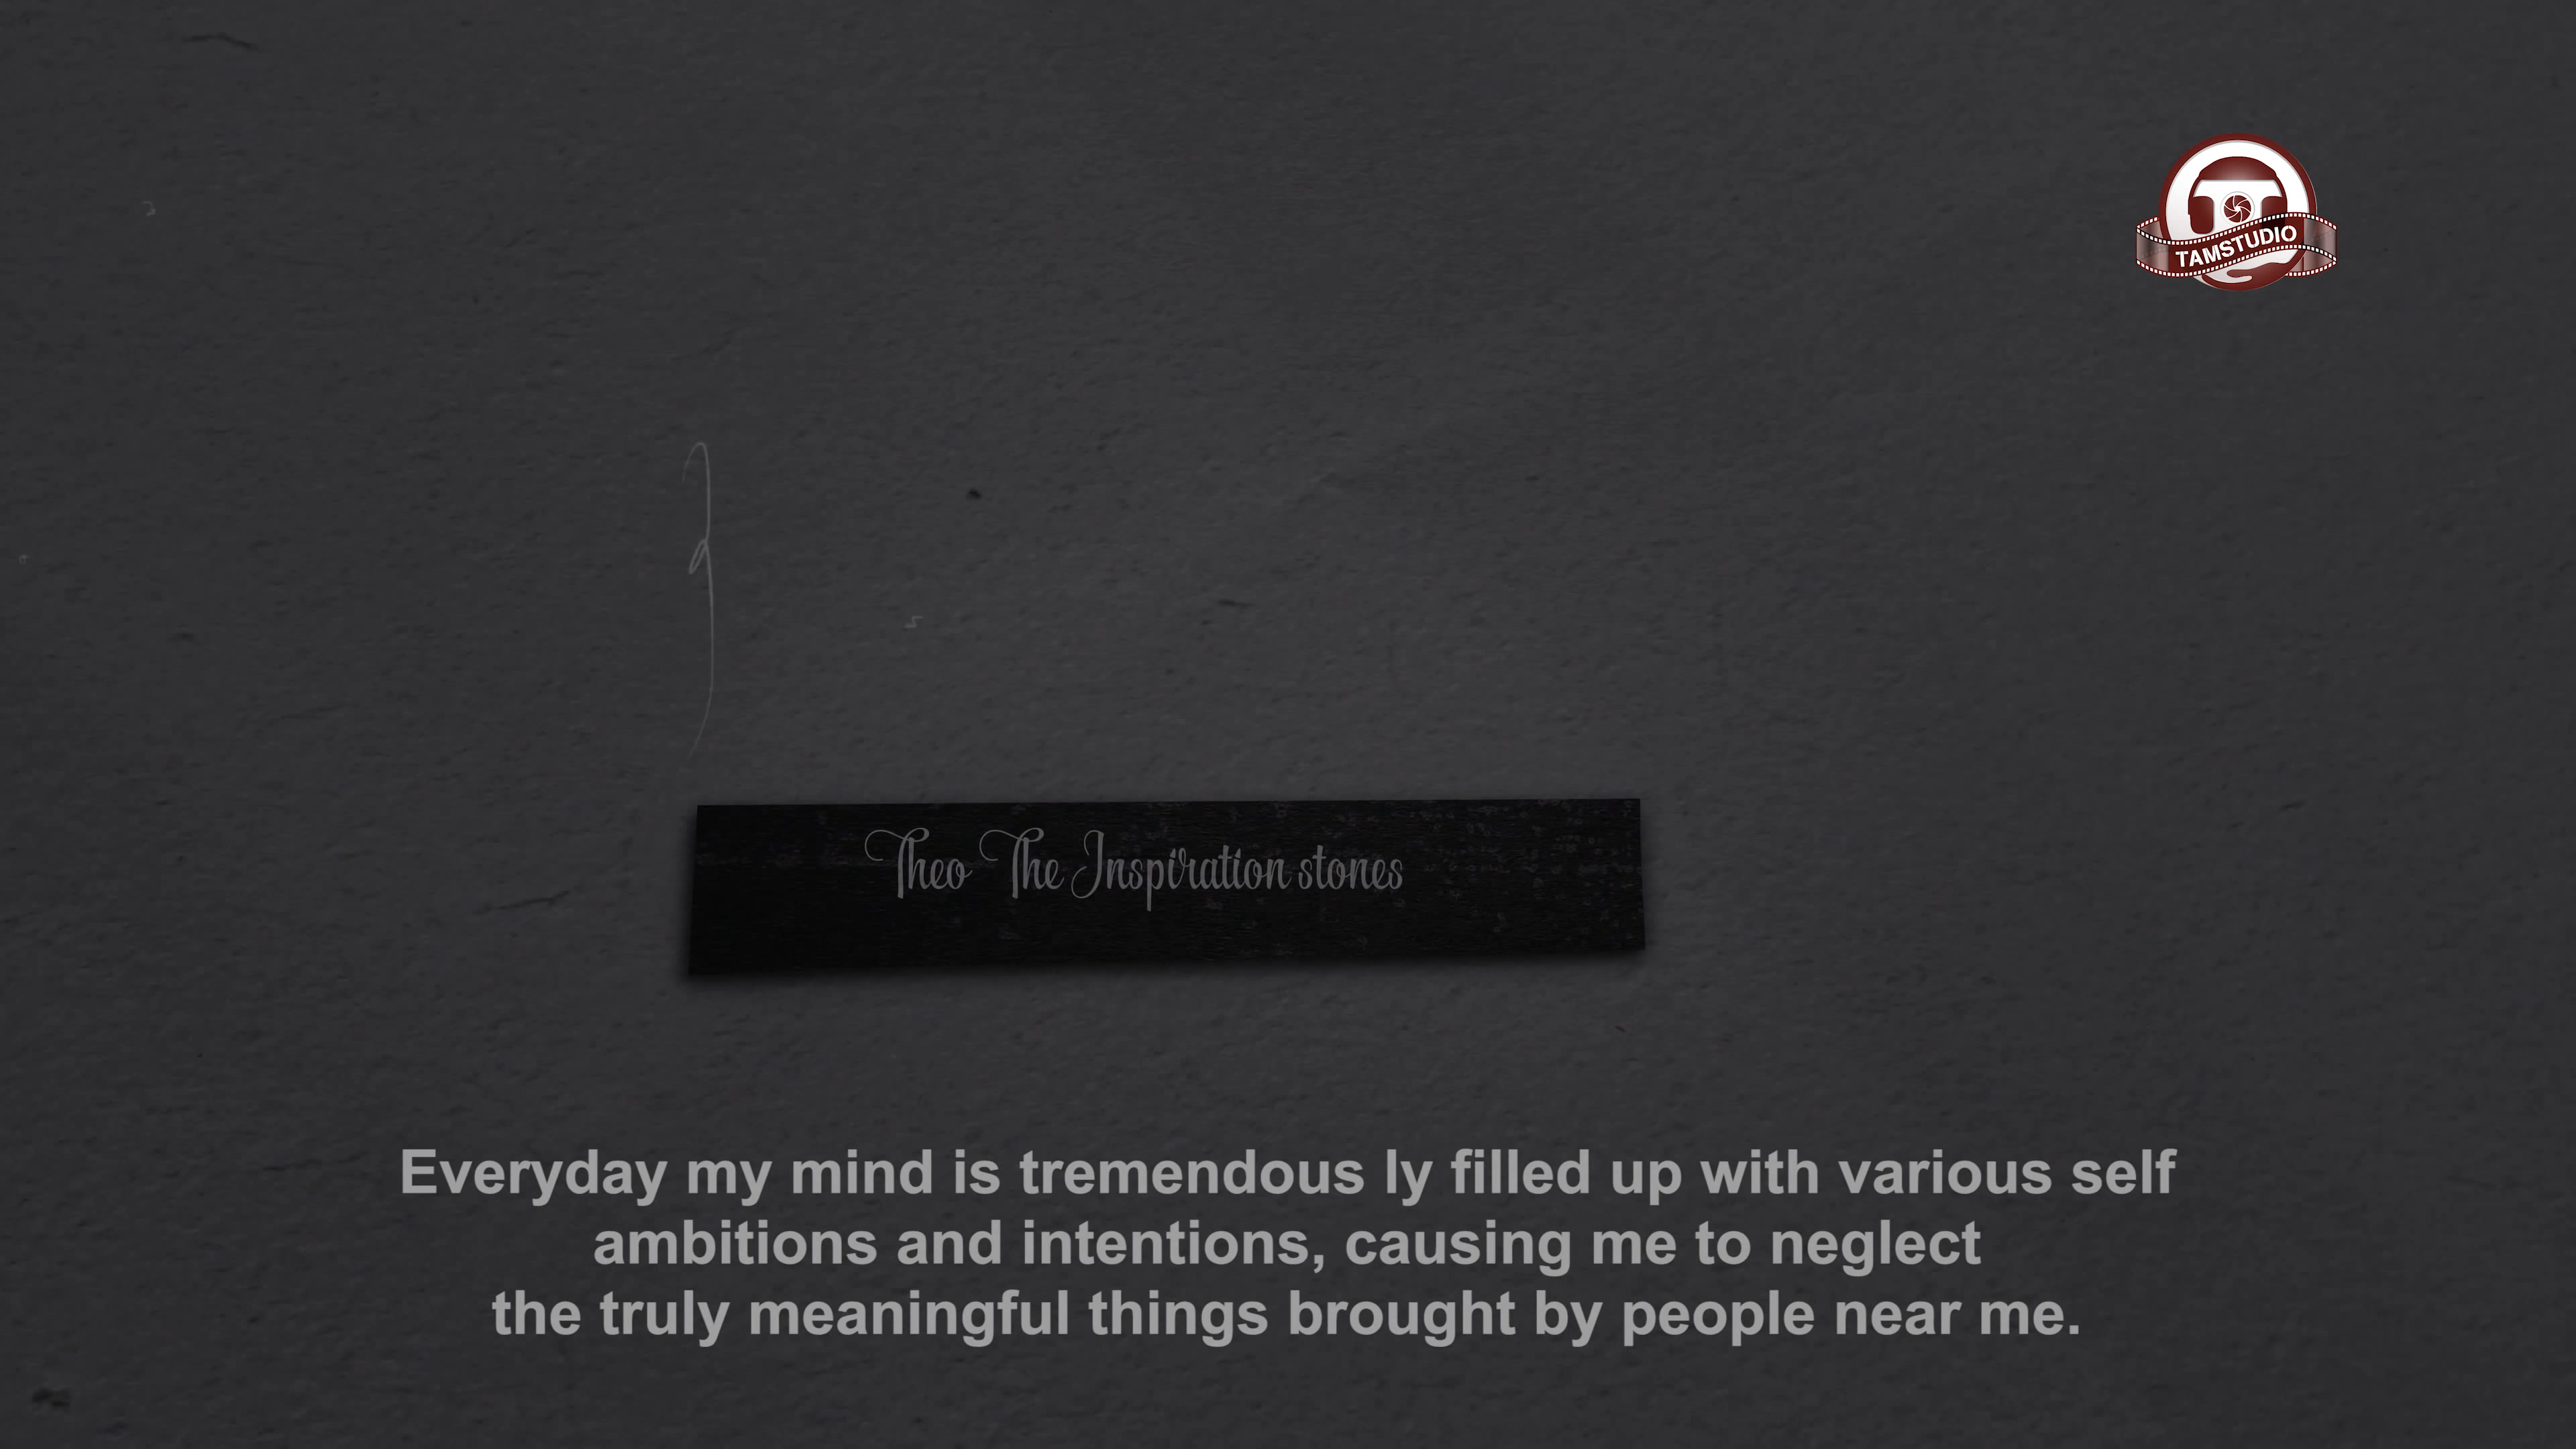 TAMSTUDIO
Theo The Inspiration stones
Everyday my mind is tremendous ly filled up with various self
ambitions and intentions, causing me to neglect
the truly meaningful things brought by people near me.